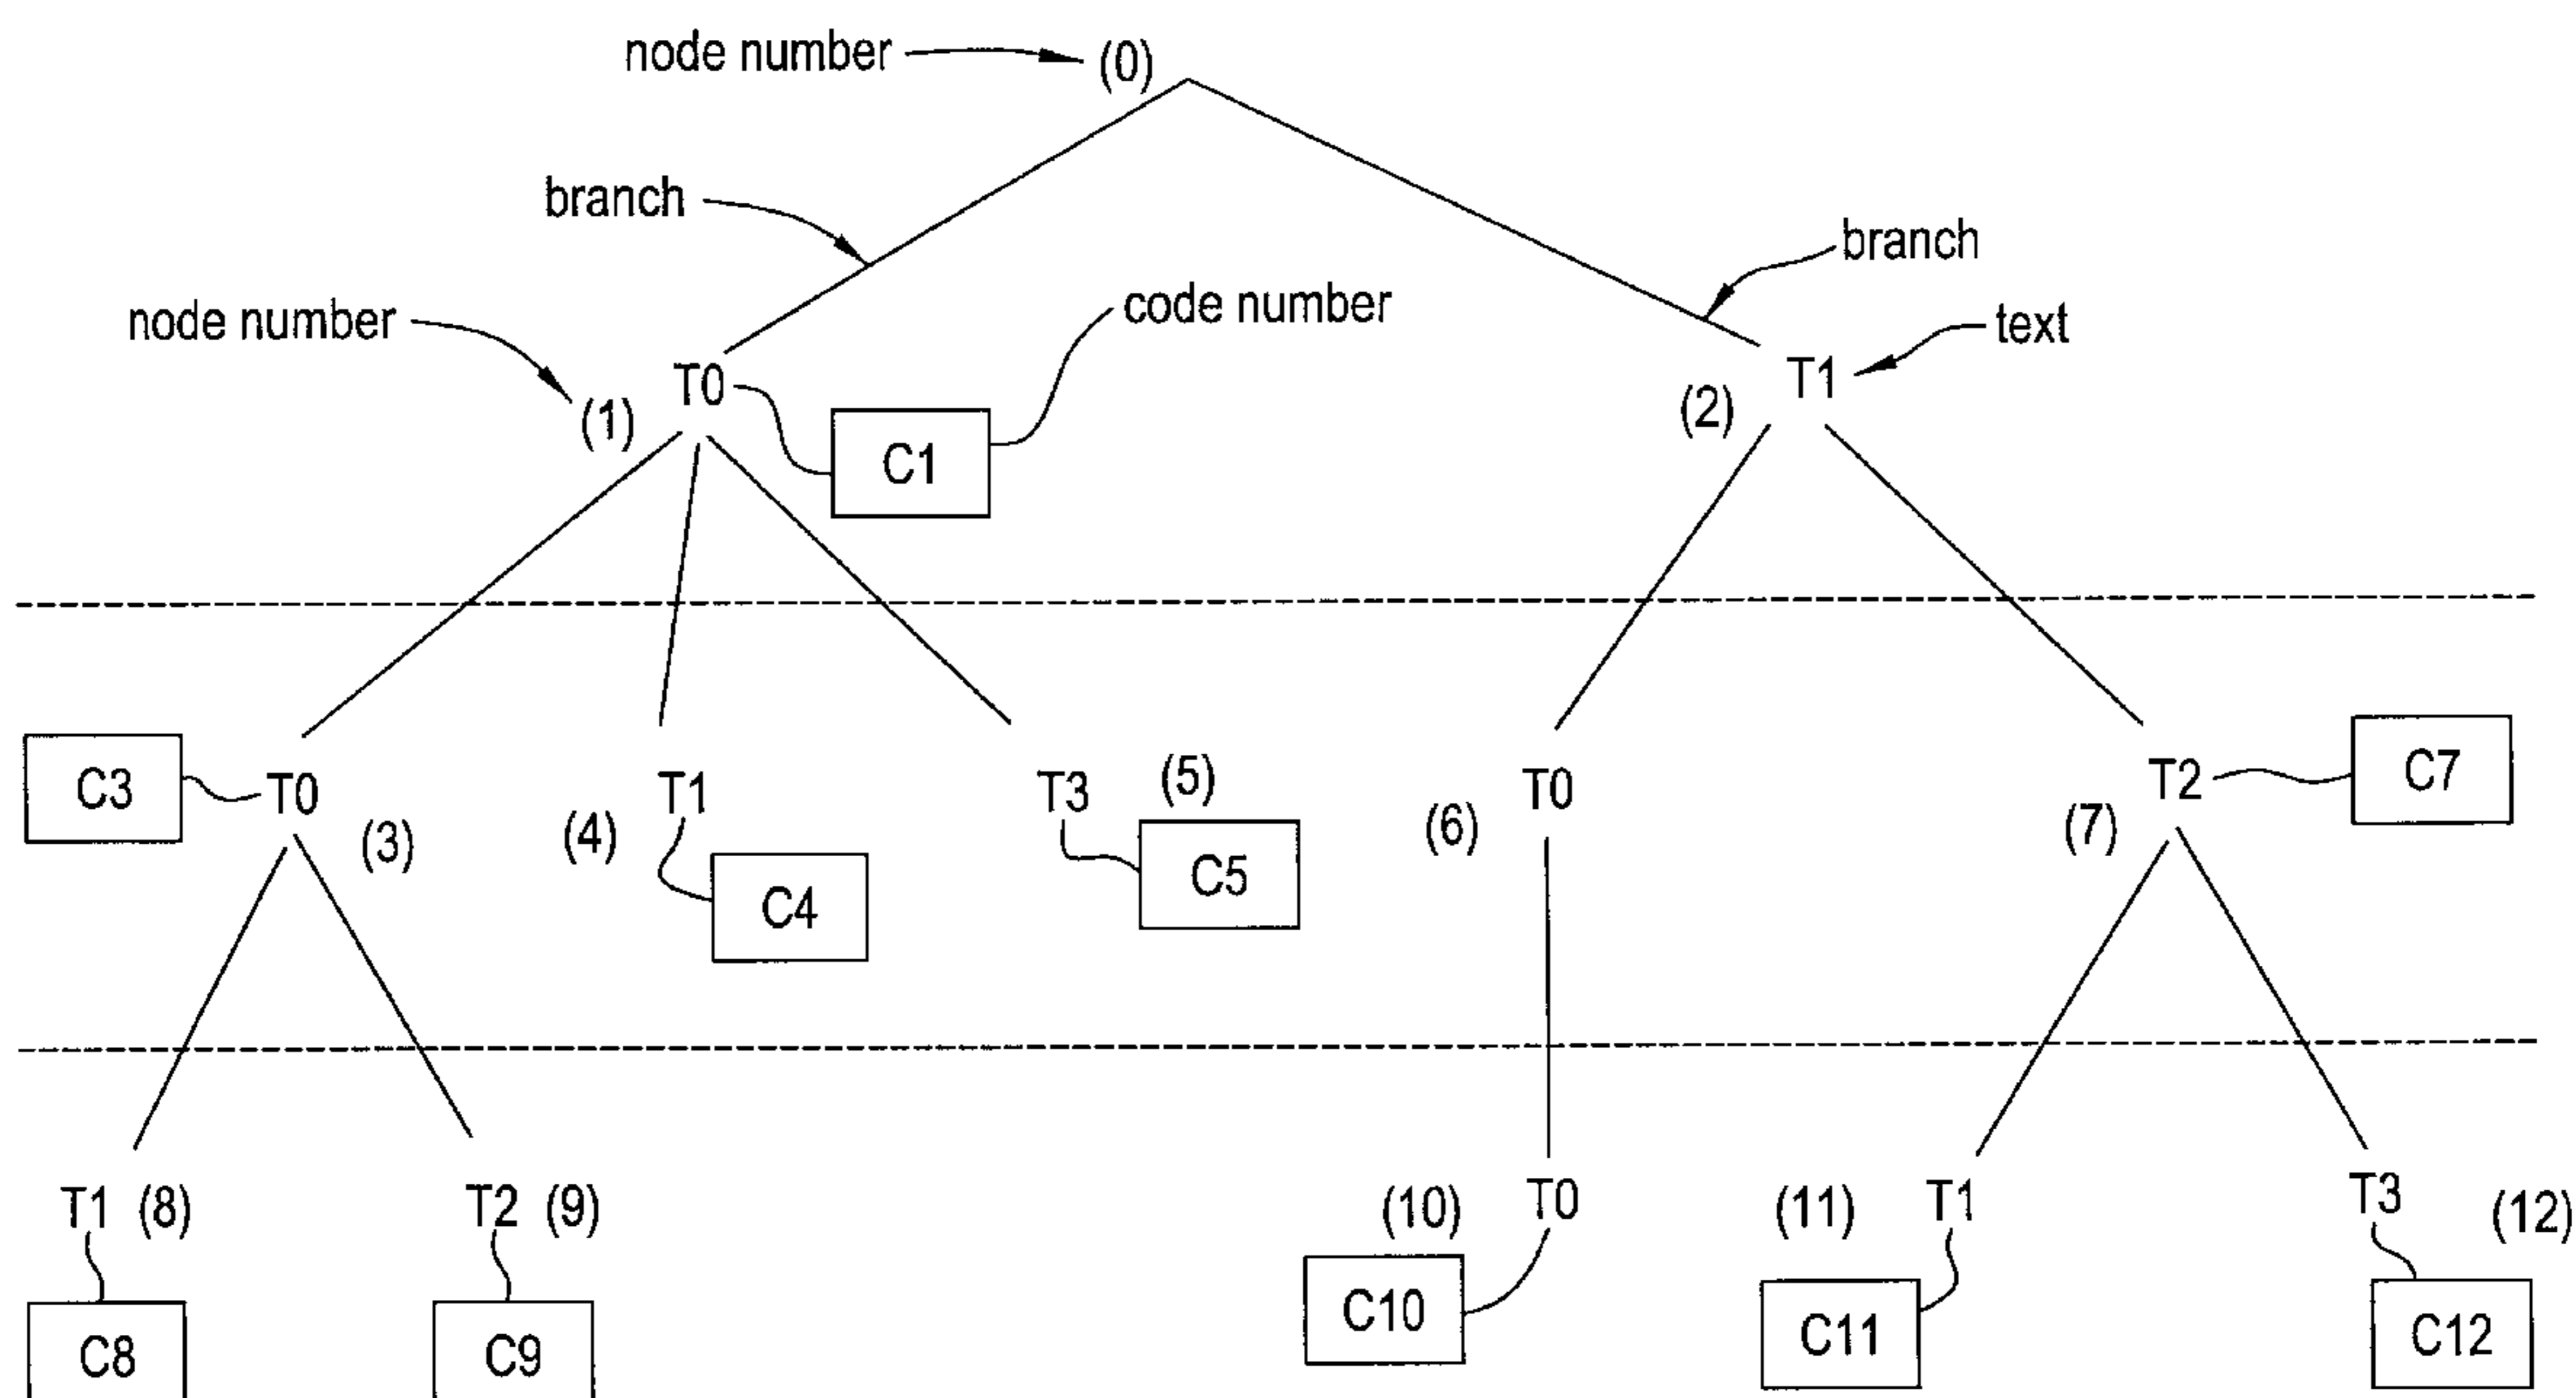 node number
(0)
branch
branch
node number
code number
text
T0
T1
(1)
(2)
C1
C3
T0
(3)
T1
(4)
C4
T3
(5)
C5
T0
(6)
T2
(7)
C7
T1
(8)
C8
T2
(9)
C9
(10)
T0
C10
(11)
T1
C11
T3
(12)
C12